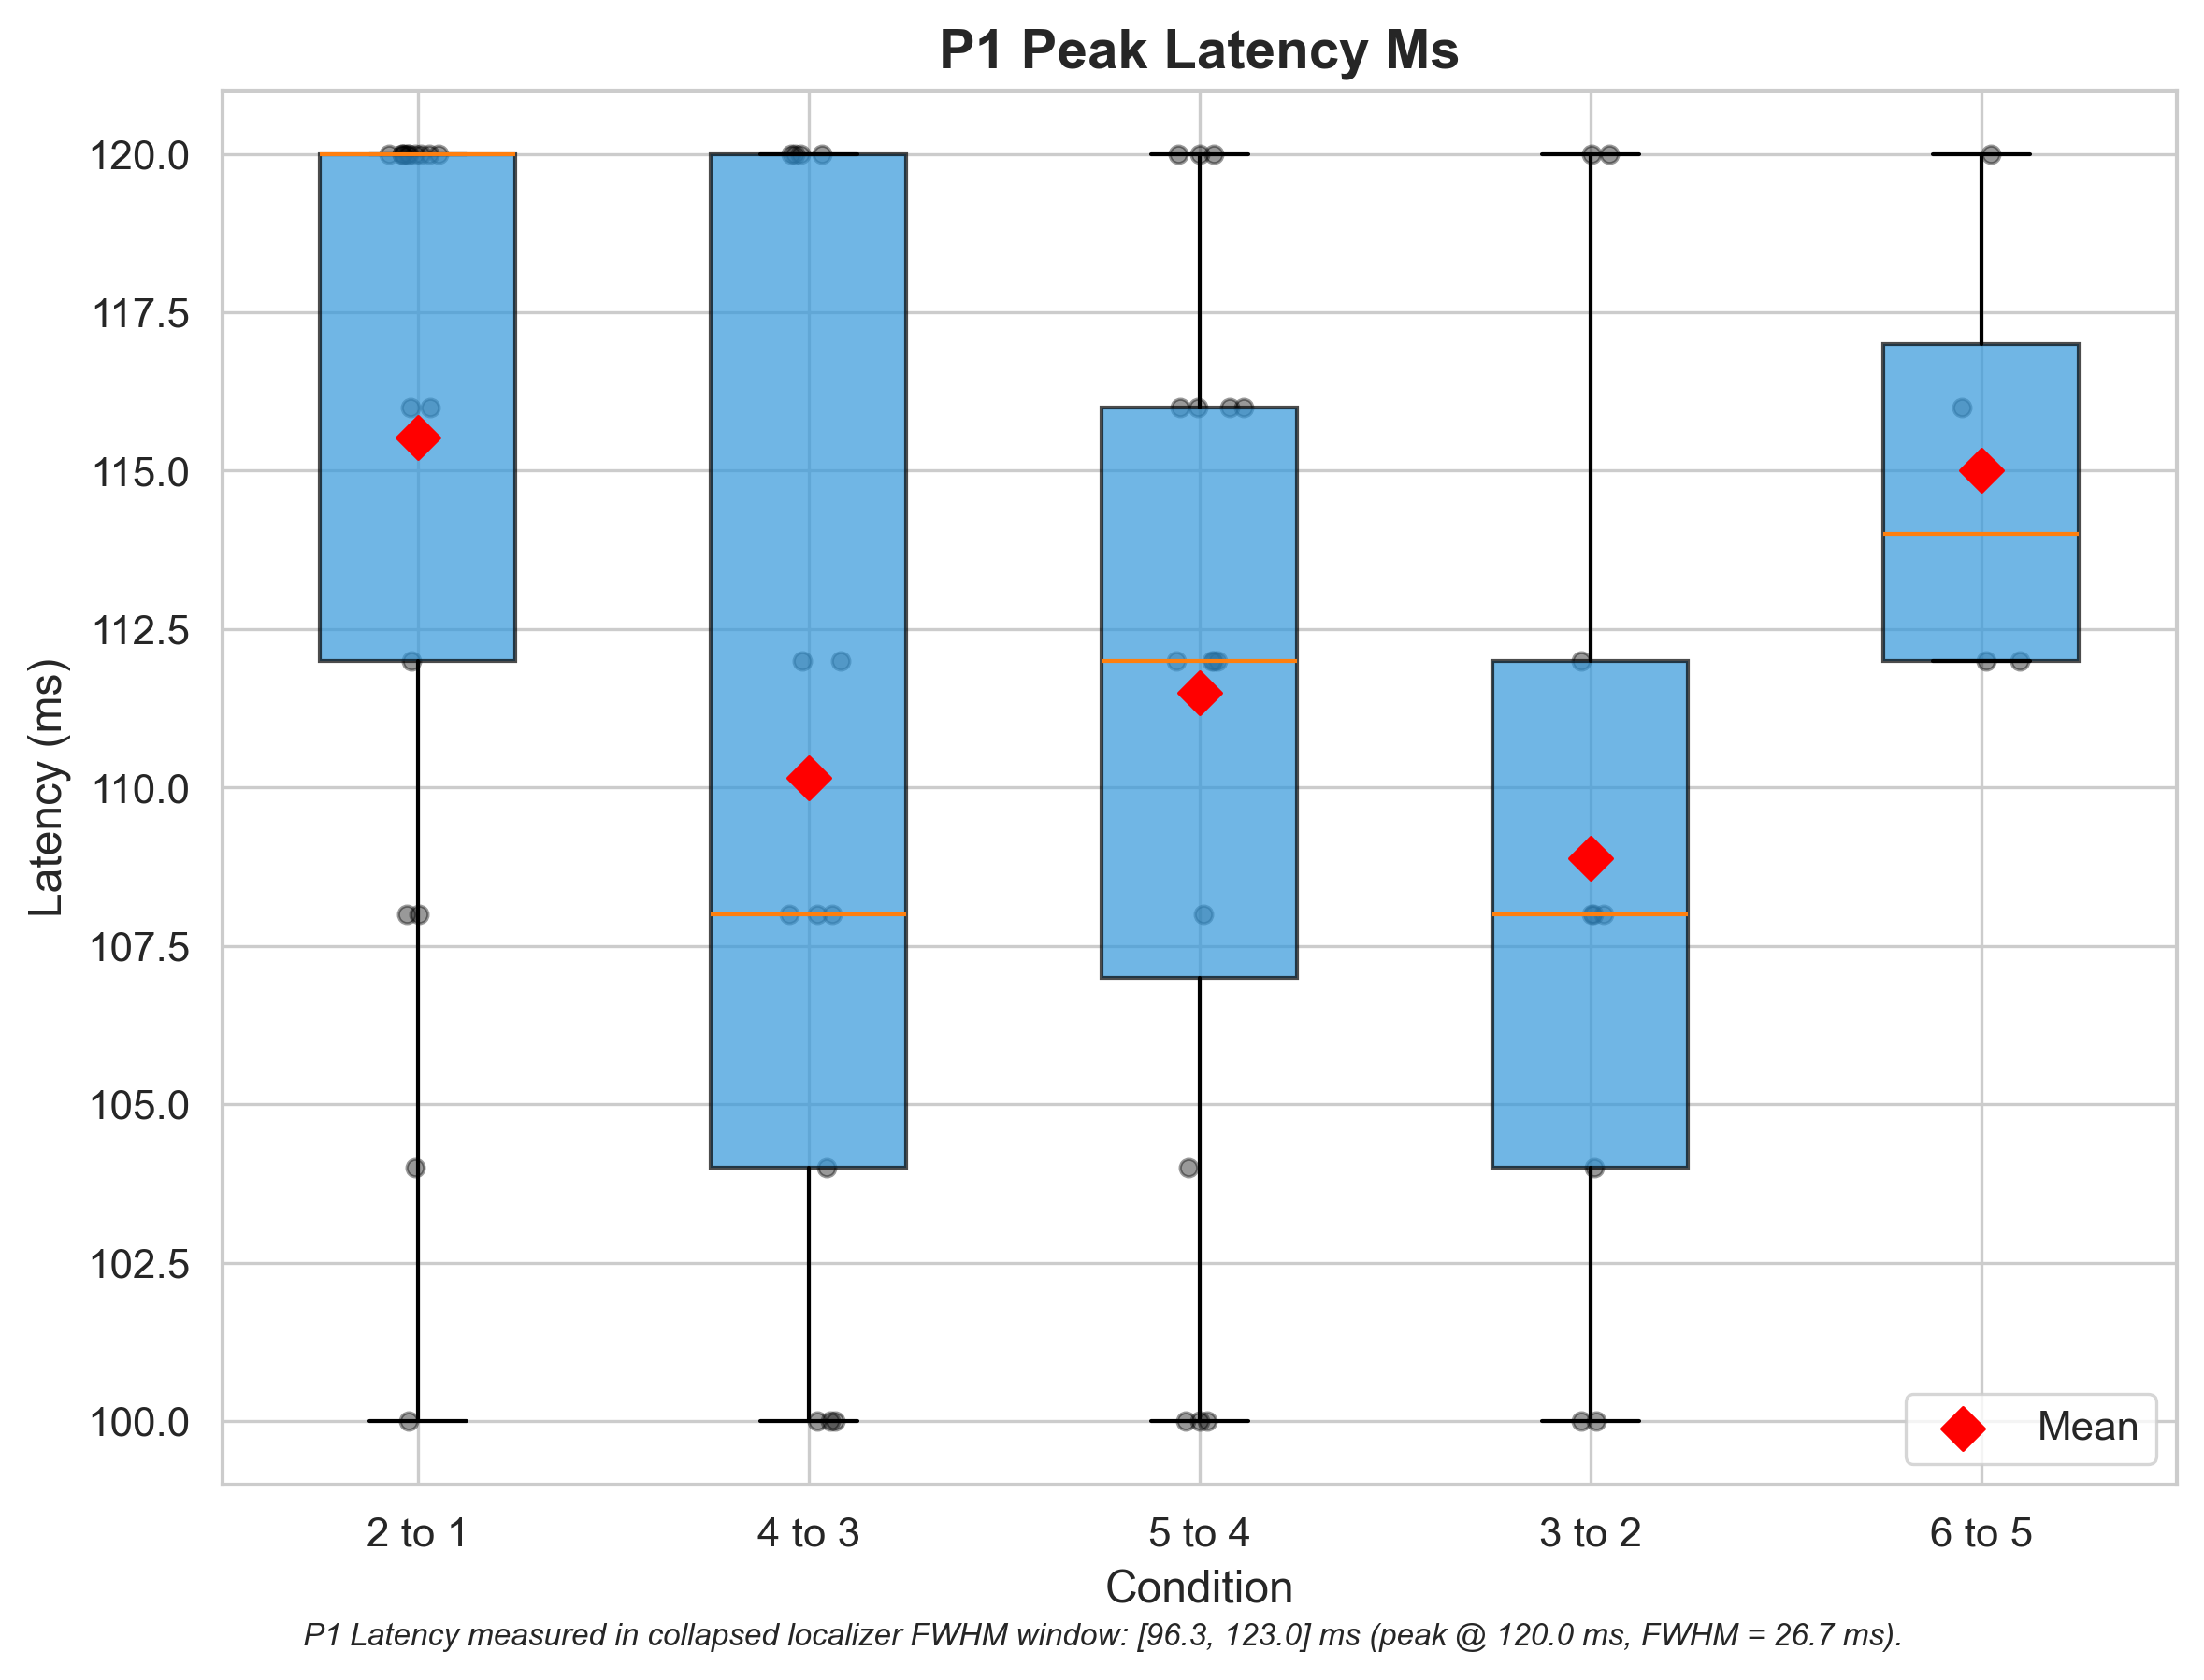 P1 Peak Latency Ms
120.0
117.5
115.0
112.5
110.0
107.5
105.0
102.5
100.0
Latency (ms)
Mean
2 to 1
4 to 3
5 to 4
3 to 2
6 to 5
Condition
P1 Latency measured in collapsed localizer FWHM window: [96.3, 123.0] ms (peak @ 120.0 ms, FWHM = 26.7 ms).